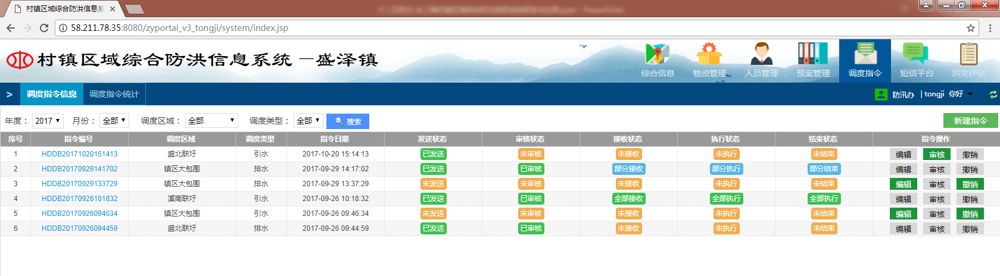 村镇区域综合防洪信息系
58.211.78.35:8080/zyportal_v3_tongji/system/index.jsp
村镇区域综合防洪信息系统 —盛泽镇
综合信息 物资管理 人员管理 预案管理 调度指令 短信平台 洪灾评估
> 调度指令信息 调度指令统计 防汛办 | tongji 你好
年度： 2017 月份： 全部 调度区域： 全部 调度类型： 全部 搜索 新建指令
序号 指令编号 调度区域 调度类型 指令日期 发送状态 审核状态 接收状态 执行状态 结束状态 指令操作
1 HDDB20171020151413 盛北联圩 引水 2017-10-20 15:14:13 已发送 未审核 未接收 未执行 未结束 编辑 审核 撤销
2 HDDB20170929141702 镇区大包围 排水 2017-09-29 14:17:02 已发送 已审核 部分接收 部分执行 部分结束 编辑 审核 撤销
3 HDDB20170929133729 镇区大包围 排水 2017-09-29 13:37:29 未发送 未审核 未接收 未执行 未结束 编辑 审核 撤销
4 HDDB20170926101832 溪南联圩 引水 2017-09-26 10:18:32 已发送 已审核 全部接收 全部执行 全部执行 编辑 审核 撤销
5 HDDB20170926094634 镇区大包围 引水 2017-09-26 09:46:34 未发送 未审核 未接收 未执行 未结束 编辑 审核 撤销
6 HDDB20170926094459 盛北联圩 排水 2017-09-26 09:44:59 已发送 已审核 未接收 未执行 未结束 编辑 审核 撤销